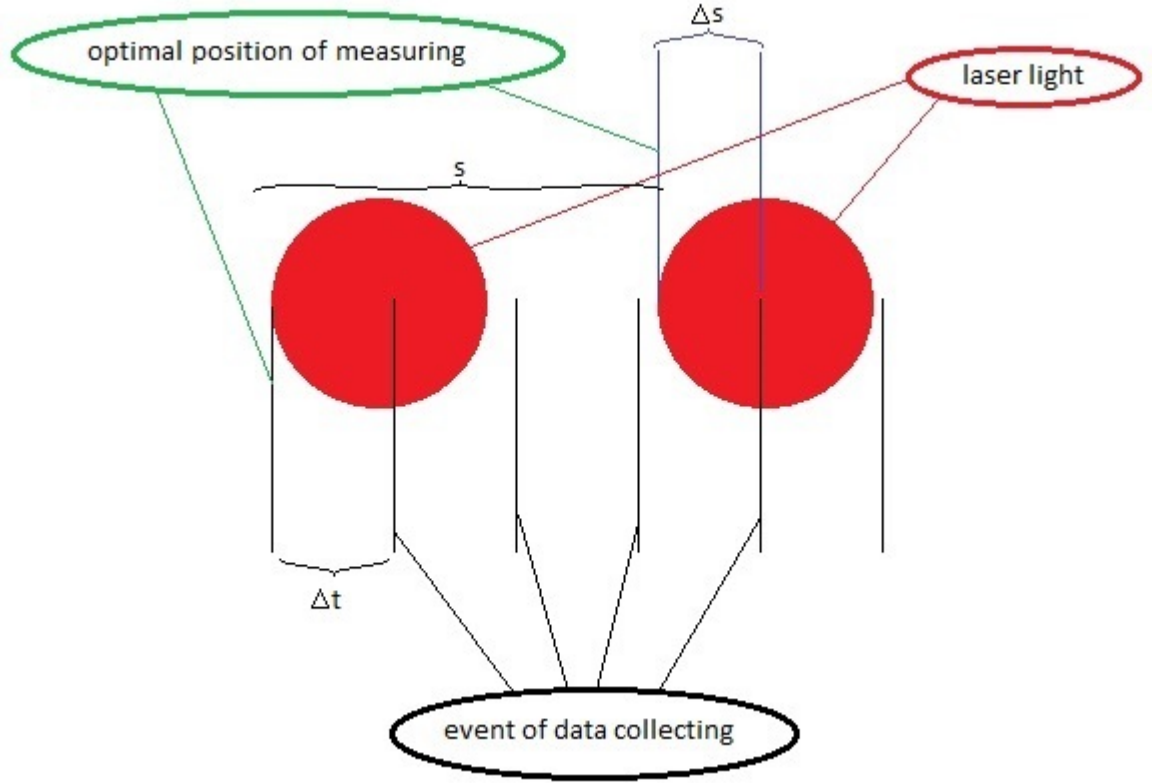 Δs
optimal position of measuring
laser light
s
Δt
event of data collecting